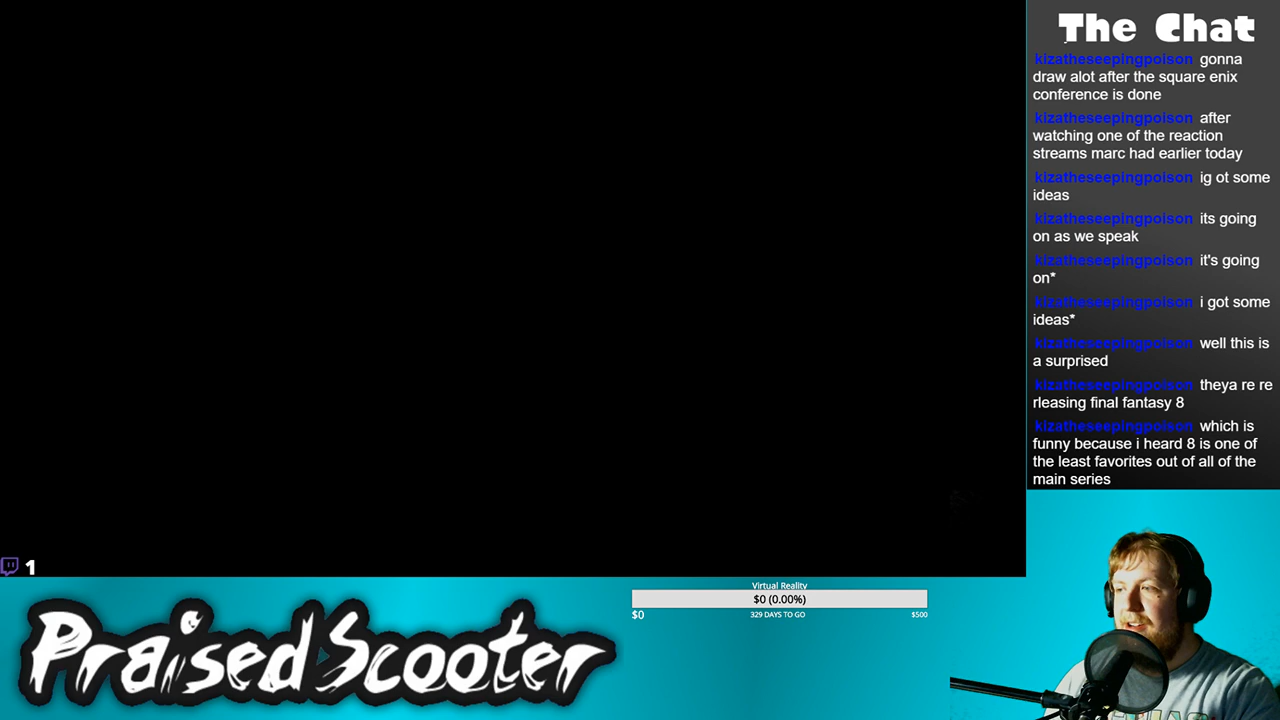 The Chat
kizatheseepingpoison gonna
draw alot after the square enix
conference is done
kizatheseepingpoison after
watching one of the reaction
streams marc had earlier today
kizatheseepingpoison ig ot some
ideas
kizatheseepingpoison its going
on as we speak
kizatheseepingpoison it's going
on*
kizatheseepingpoison i got some
ideas*
kizatheseepingpoison well this is
a surprised
kizatheseepingpoison theya re re
rleasing final fantasy 8
kizatheseepingpoison which is
funny because i heard 8 is one of
the least favorites out of all of the
main series
1
Virtual Reality
$0 (0.00%)
$0 329 DAYS TO GO $500
PraisedScooter